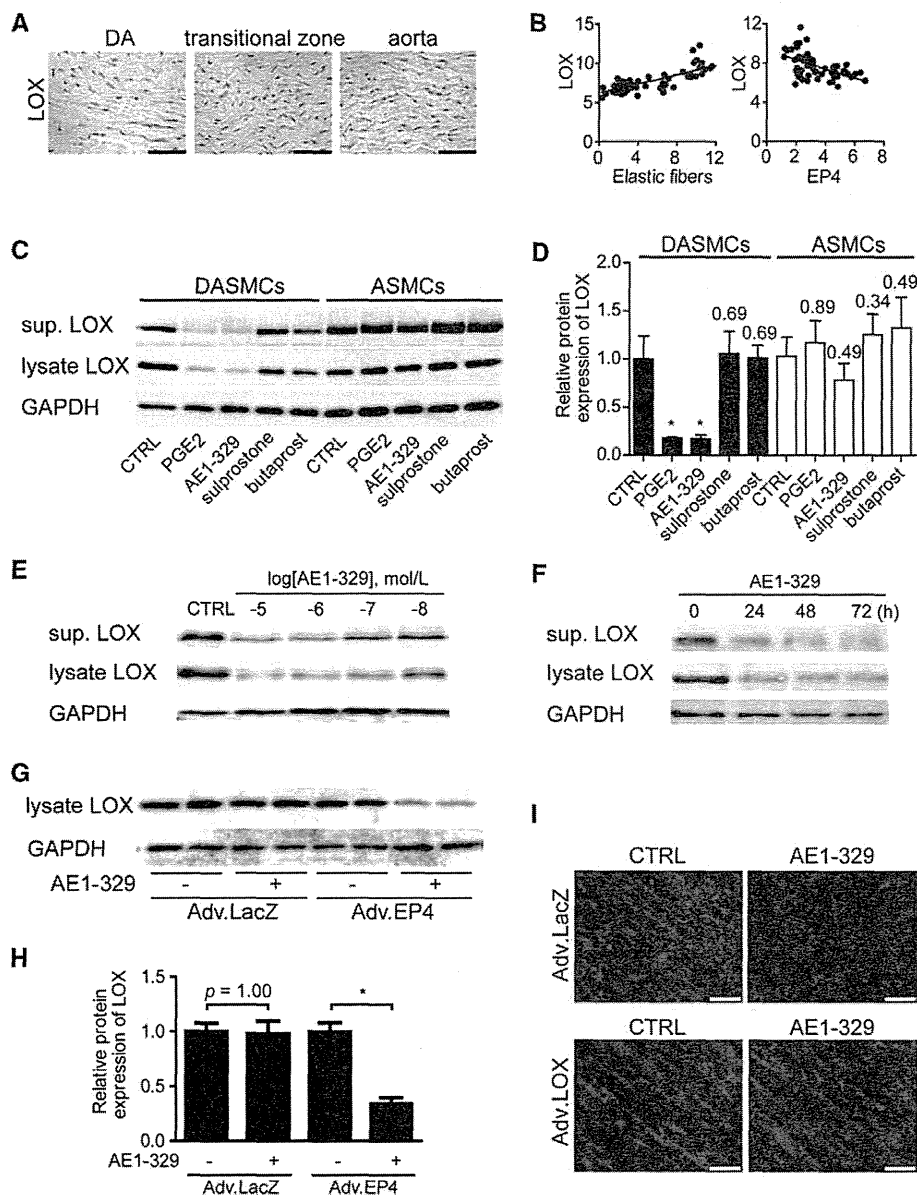 A
DA transitional zone aorta
LOX
B
LOX
15
10
5
0 4 8 12
Elastic fibers
LOX
12
8
4
0 2 4 6 8
EP4
C
DASMCs ASMCs
sup. LOX
lysate LOX
GAPDH
CTRL PGE2 AE1-329 sulprostone butaprost CTRL PGE2 AE1-329 sulprostone butaprost
D
DASMCs ASMCs
Relative protein
expression of LOX
2.0
1.5
1.0
0.5
0.0
* * 0.69 0.69 0.89 0.49 0.34 0.49
CTRL PGE2 AE1-329 sulprostone butaprost CTRL PGE2 AE1-329 sulprostone butaprost
E
log[AE1-329], mol/L
CTRL -5 -6 -7 -8
sup. LOX
lysate LOX
GAPDH
F
AE1-329
0 24 48 72 (h)
sup. LOX
lysate LOX
GAPDH
G
lysate LOX
GAPDH
AE1-329 - + - +
Adv.LacZ Adv.EP4
H
Relative protein
expression of LOX
1.5
1.0
0.5
0.0
p = 1.00 *
AE1-329 - + - +
Adv.LacZ Adv.EP4
I
CTRL AE1-329
Adv.LacZ
CTRL AE1-329
Adv.LOX